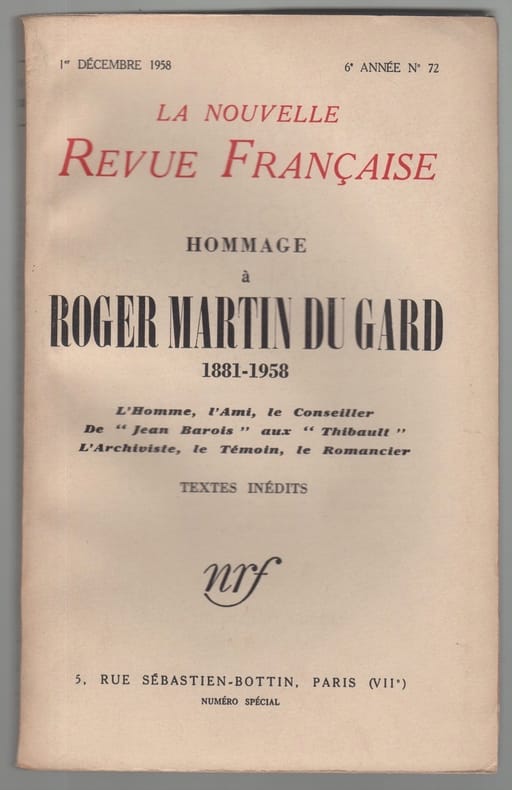 1er DÉCEMBRE 1958 6e ANNÉE N° 72
LA NOUVELLE
REVUE FRANÇAISE
HOMMAGE
à
ROGER MARTIN DU GARD
1881-1958
L'Homme, l'Ami, le Conseiller
De “ Jean Barois ” aux “ Thibault ”
L'Archiviste, le Témoin, le Romancier
TEXTES INÉDITS
nrf
5, RUE SÉBASTIEN-BOTTIN, PARIS (VIIe)
NUMÉRO SPÉCIAL